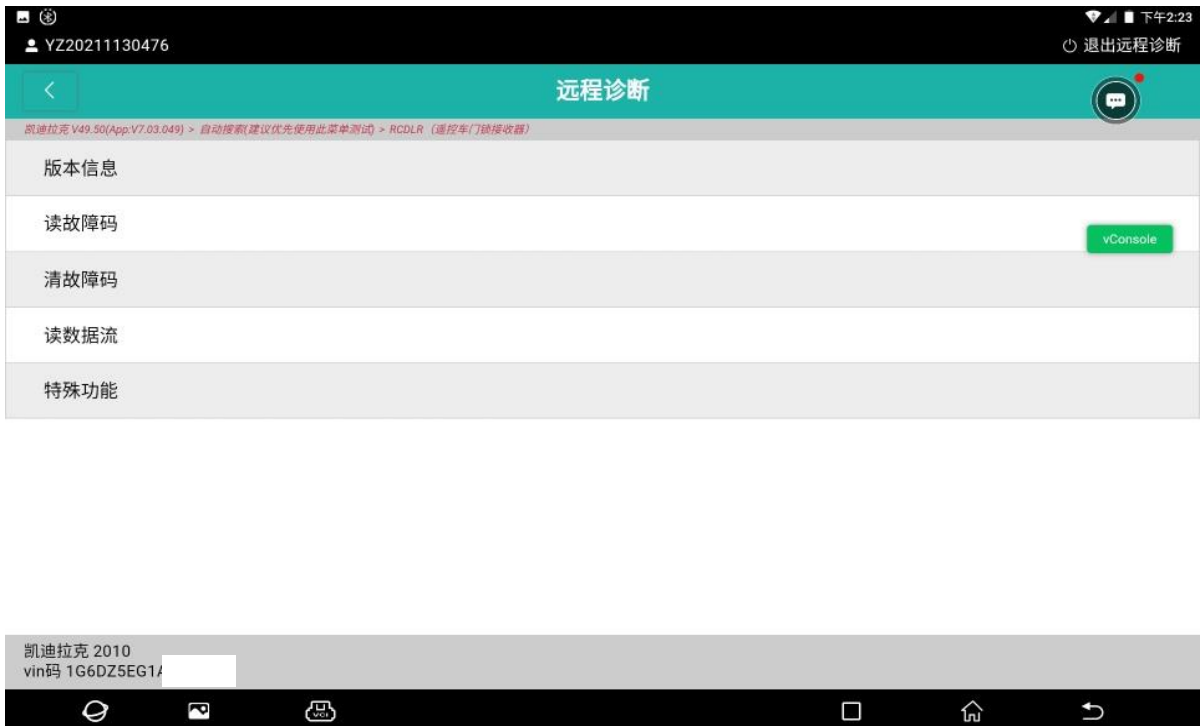 下午2:23
YZ20211130476
退出远程诊断
远程诊断
凯迪拉克 V49.50(App:V7.03.049) > 自动搜索(建议优先使用此菜单测试) > RCDLR（遥控车门锁接收器）
版本信息
读故障码
vConsole
清故障码
读数据流
特殊功能
凯迪拉克 2010
vin码 1G6DZ5EG1A
VCI